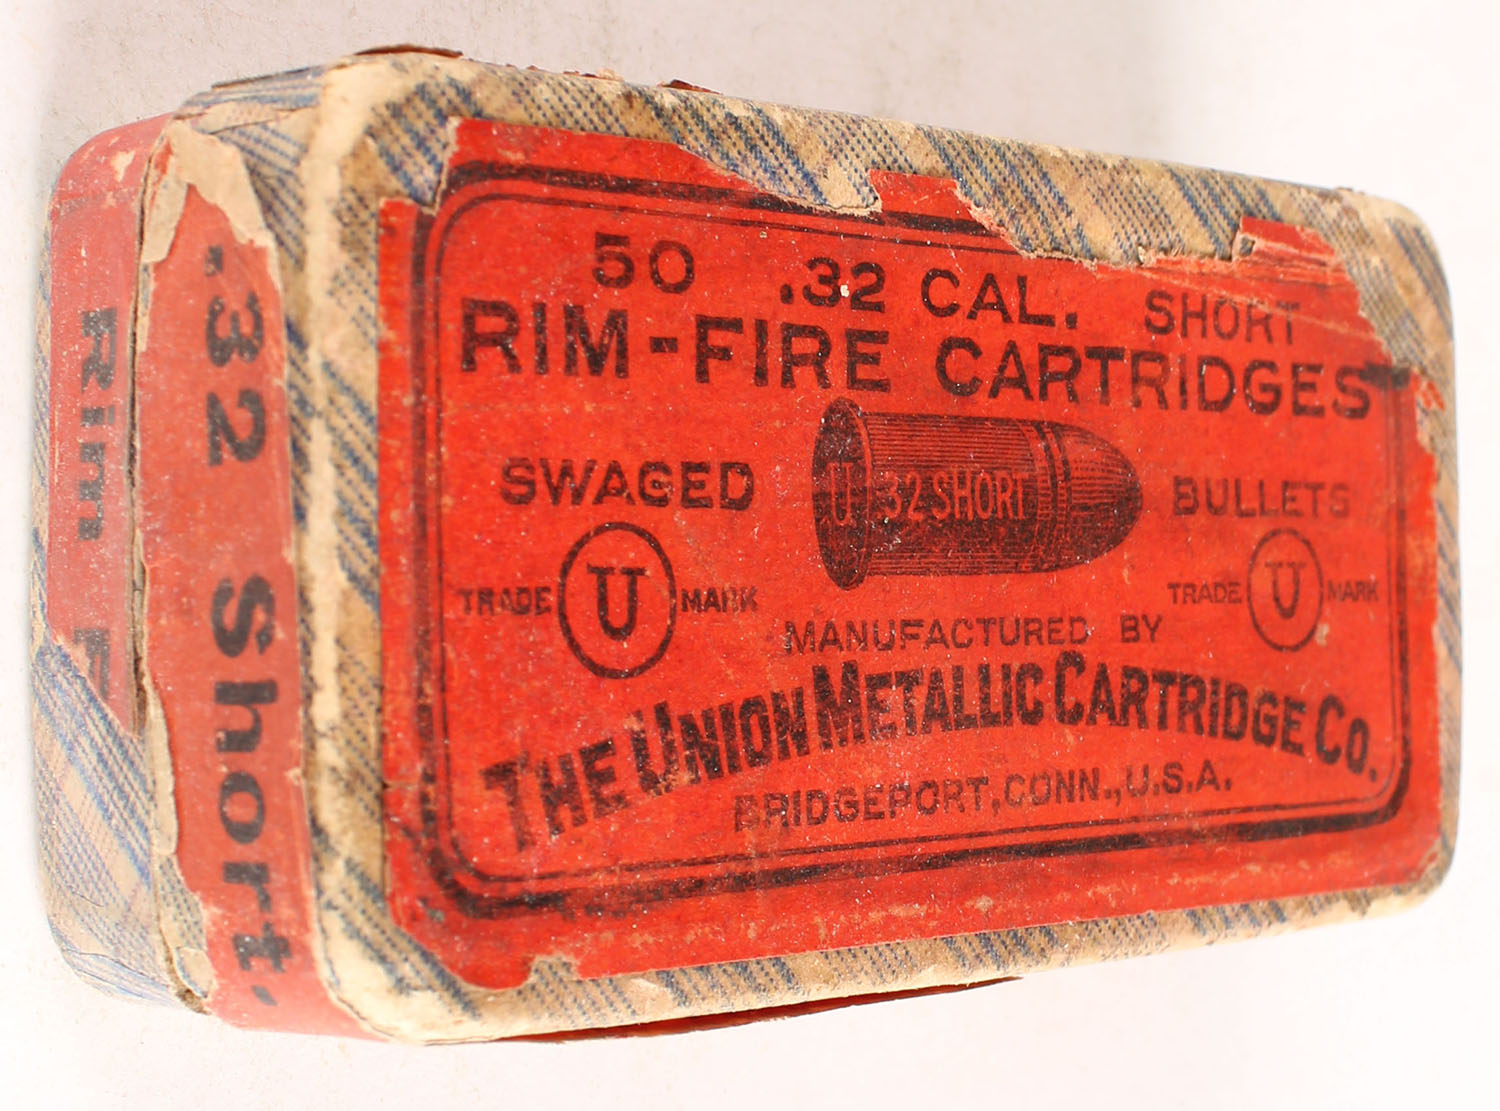 50 .32 CAL. SHORT
RIM-FIRE CARTRIDGES
U 32 SHORT
SWAGED BULLETS
TRADE U MARK
TRADE U MARK
MANUFACTURED BY
THE UNION METALLIC CARTRIDGE CO.
BRIDGEPORT, CONN., U.S.A.
.32 Short.
Rim F